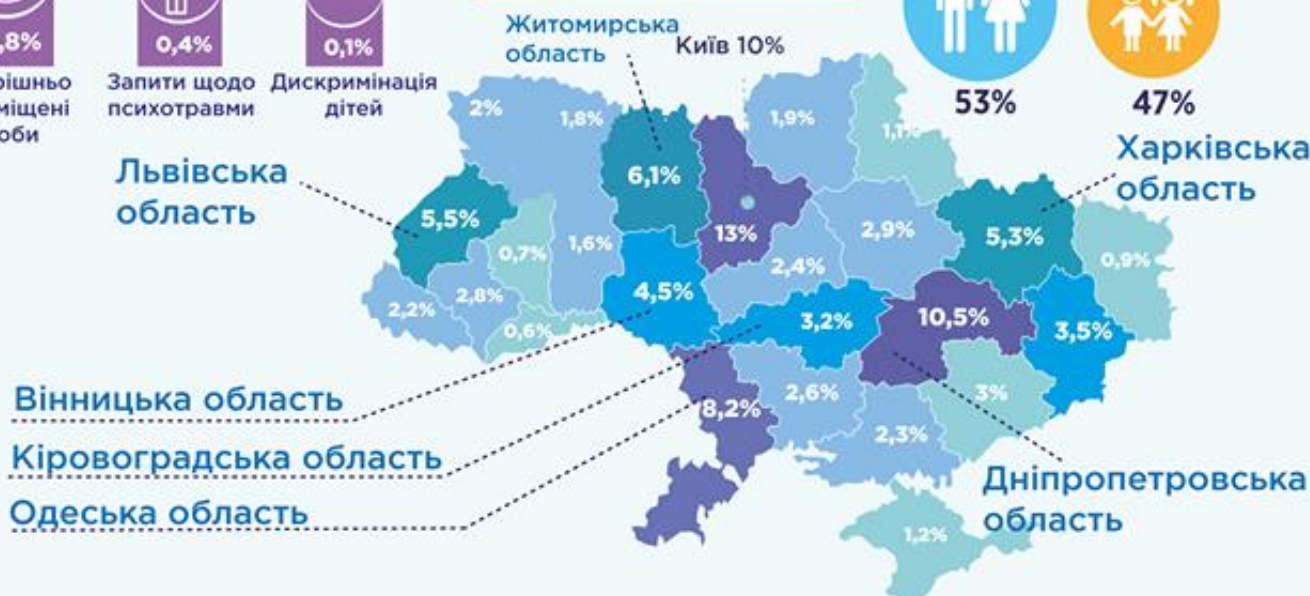 ,8%
0,4%
0,1%
Запити щодо
психотравми
Дискримінація
дітей
53%
47%
Житомирська
область
Київ 10%
Львівська
область
Харківська
область
2%
1,8%
1,9%
1,1%
6,1%
5,5%
0,7%
1,6%
13%
2,9%
5,3%
0,9%
2,4%
2,2%
2,8%
4,5%
0,6%
3,2%
10,5%
3,5%
2,6%
3%
8,2%
2,3%
1,2%
Вінницька область
Кіровоградська область
Одеська область
Дніпропетровська
область